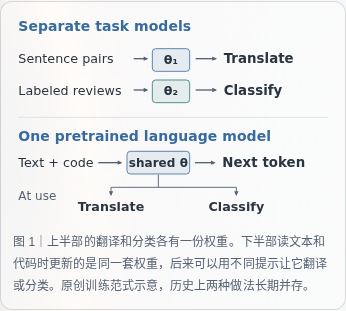 Separate task models
Sentence pairs θ₁ Translate
Labeled reviews θ₂ Classify
One pretrained language model
Text + code shared θ Next token
At use
Translate Classify
图 1｜上半部的翻译和分类各有一份权重。下半部读文本和
代码时更新的是同一套权重，后来可以用不同提示让它翻译
或分类。原创训练范式示意，历史上两种做法长期并存。